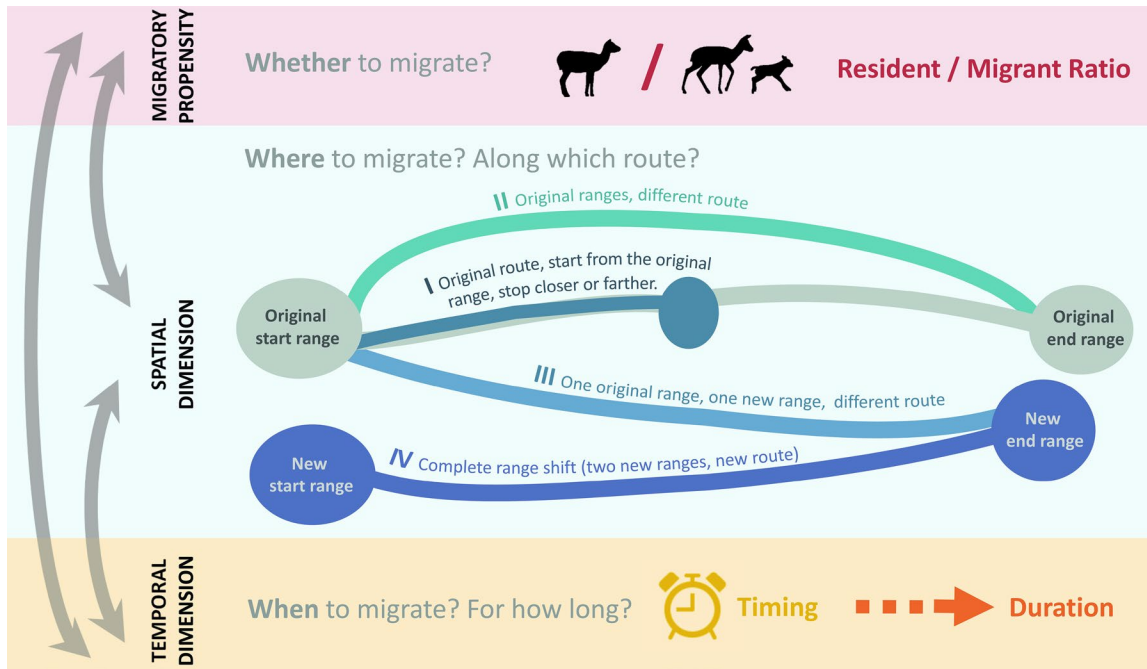 MIGRATORY
PROPENSITY
Whether to migrate?
/
Resident / Migrant Ratio
SPATIAL
DIMENSION
Where to migrate? Along which route?
II Original ranges, different route
I Original route, start from the original
range, stop closer or farther.
Original
start range
Original
end range
III One original range, one new range, different route
New
end range
IV Complete range shift (two new ranges, new route)
New
start range
TEMPORAL
DIMENSION
When to migrate? For how long?
Timing
Duration